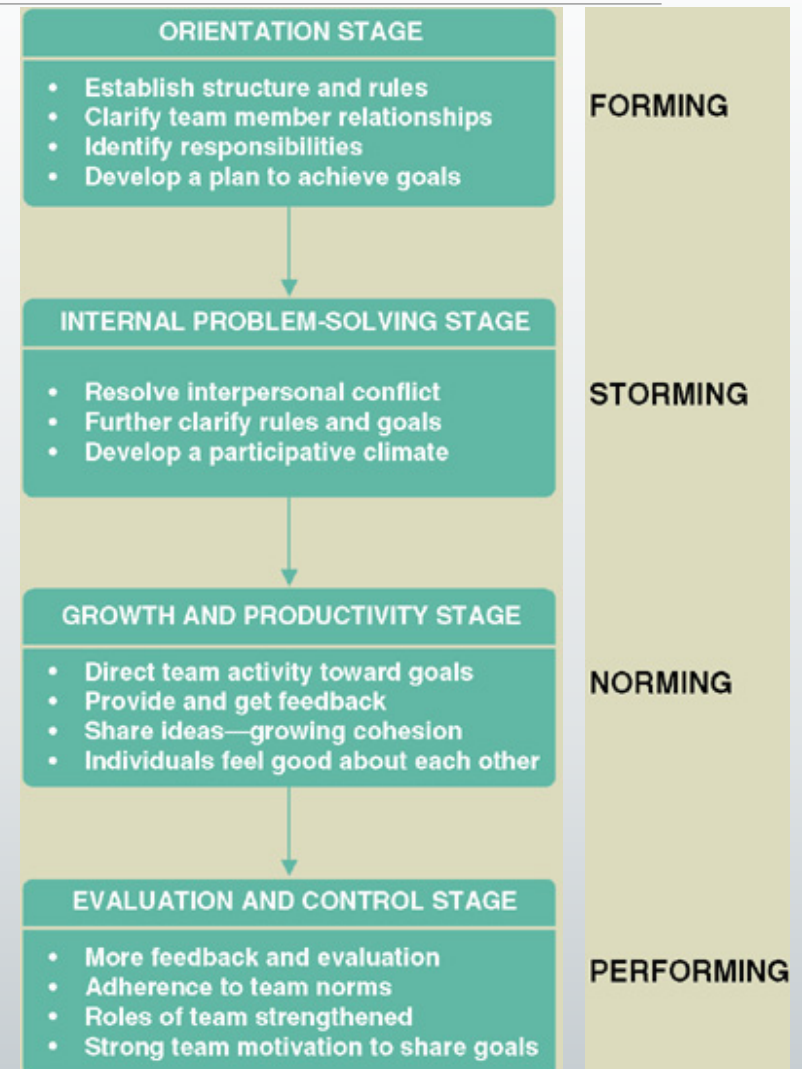 ORIENTATION STAGE
• Establish structure and rules
• Clarify team member relationships
• Identify responsibilities
• Develop a plan to achieve goals
FORMING
INTERNAL PROBLEM-SOLVING STAGE
• Resolve interpersonal conflict
• Further clarify rules and goals
• Develop a participative climate
STORMING
GROWTH AND PRODUCTIVITY STAGE
• Direct team activity toward goals
• Provide and get feedback
• Share ideas—growing cohesion
• Individuals feel good about each other
NORMING
EVALUATION AND CONTROL STAGE
• More feedback and evaluation
• Adherence to team norms
• Roles of team strengthened
• Strong team motivation to share goals
PERFORMING